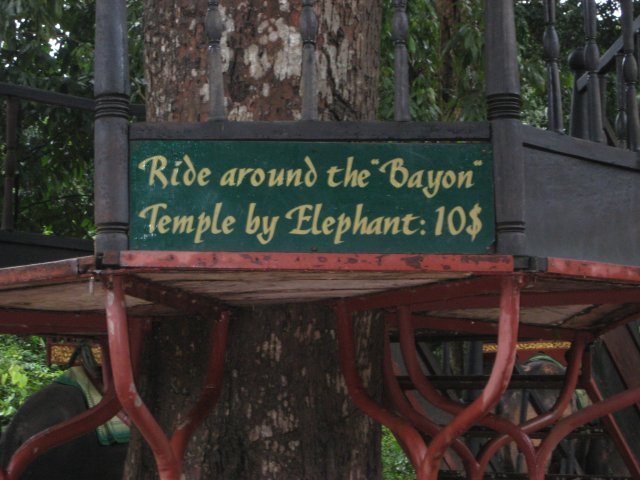 Ride around the "Bayon"
Temple by Elephant: 10$